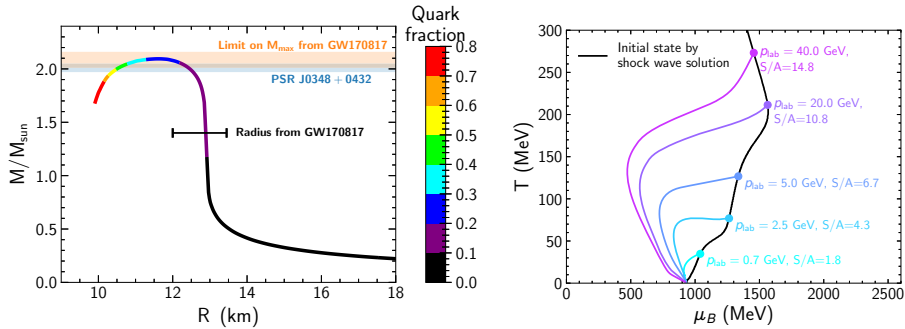 Quark
fraction
Limit on M_max from GW170817
PSR J0348 + 0432
Radius from GW170817
M/M_sun
2.0
1.5
1.0
0.5
0.0
10 12 14 16 18
R (km)
0.8
0.7
0.6
0.5
0.4
0.3
0.2
0.1
0.0
Initial state by
shock wave solution
p_lab = 40.0 GeV,
S/A=14.8
p_lab = 20.0 GeV,
S/A=10.8
p_lab = 5.0 GeV, S/A=6.7
p_lab = 2.5 GeV, S/A=4.3
p_lab = 0.7 GeV, S/A=1.8
T (MeV)
300
250
200
150
100
50
0
0 500 1000 1500 2000 2500
μ_B (MeV)